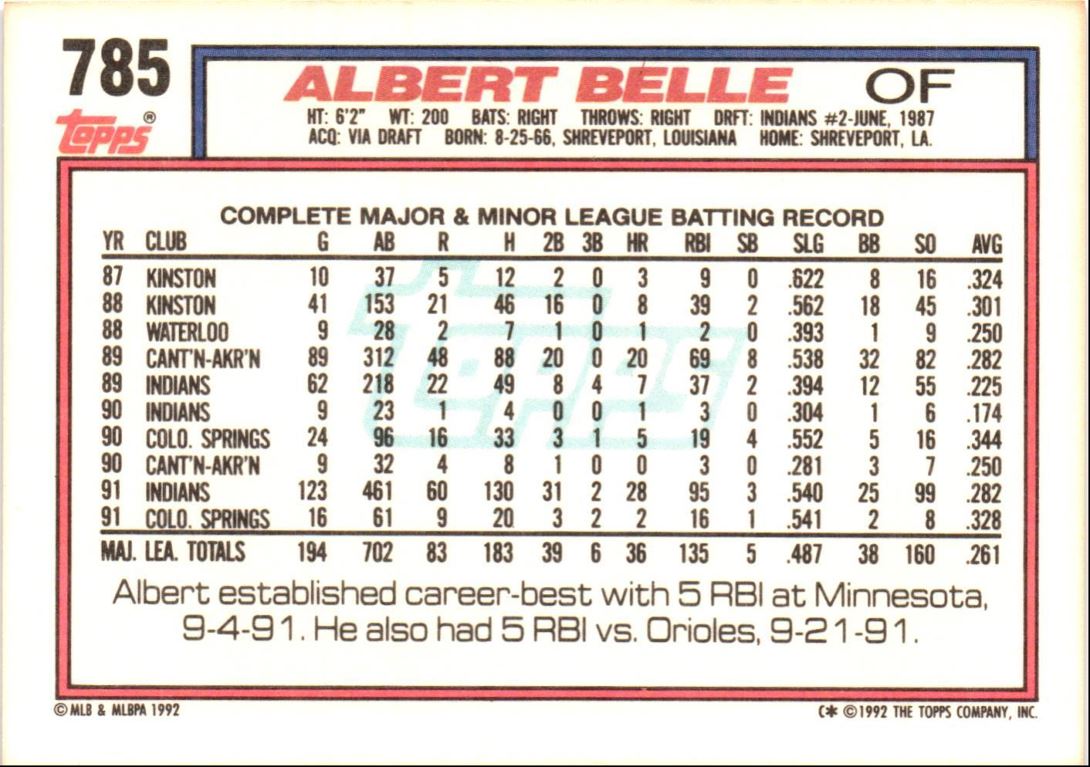 785
topps®
ALBERT BELLE OF
HT: 6'2" WT: 200 BATS: RIGHT THROWS: RIGHT DRFT: INDIANS #2-JUNE, 1987
ACQ: VIA DRAFT BORN: 8-25-66, SHREVEPORT, LOUISIANA HOME: SHREVEPORT, LA.
COMPLETE MAJOR & MINOR LEAGUE BATTING RECORD
YR CLUB G AB R H 2B 3B HR RBI SB SLG BB SO AVG
87 KINSTON 10 37 5 12 2 0 3 9 0 .622 8 16 .324
88 KINSTON 41 153 21 46 16 0 8 39 2 .562 18 45 .301
88 WATERLOO 9 28 2 7 1 0 1 2 0 .393 1 9 .250
89 CANT'N-AKR'N 89 312 48 88 20 0 20 69 8 .538 32 82 .282
89 INDIANS 62 218 22 49 8 4 7 37 2 .394 12 55 .225
90 INDIANS 9 23 1 4 0 0 1 3 0 .304 1 6 .174
90 COLO. SPRINGS 24 96 16 33 3 1 5 19 4 .552 5 16 .344
90 CANT'N-AKR'N 9 32 4 8 1 0 0 3 0 .281 3 7 .250
91 INDIANS 123 461 60 130 31 2 28 95 3 .540 25 99 .282
91 COLO. SPRINGS 16 61 9 20 3 2 2 16 1 .541 2 8 .328
MAJ. LEA. TOTALS 194 702 83 183 39 6 36 135 5 .487 38 160 .261
topps
Albert established career-best with 5 RBI at Minnesota,
9-4-91. He also had 5 RBI vs. Orioles, 9-21-91.
© MLB & MLBPA 1992
C* © 1992 THE TOPPS COMPANY, INC.